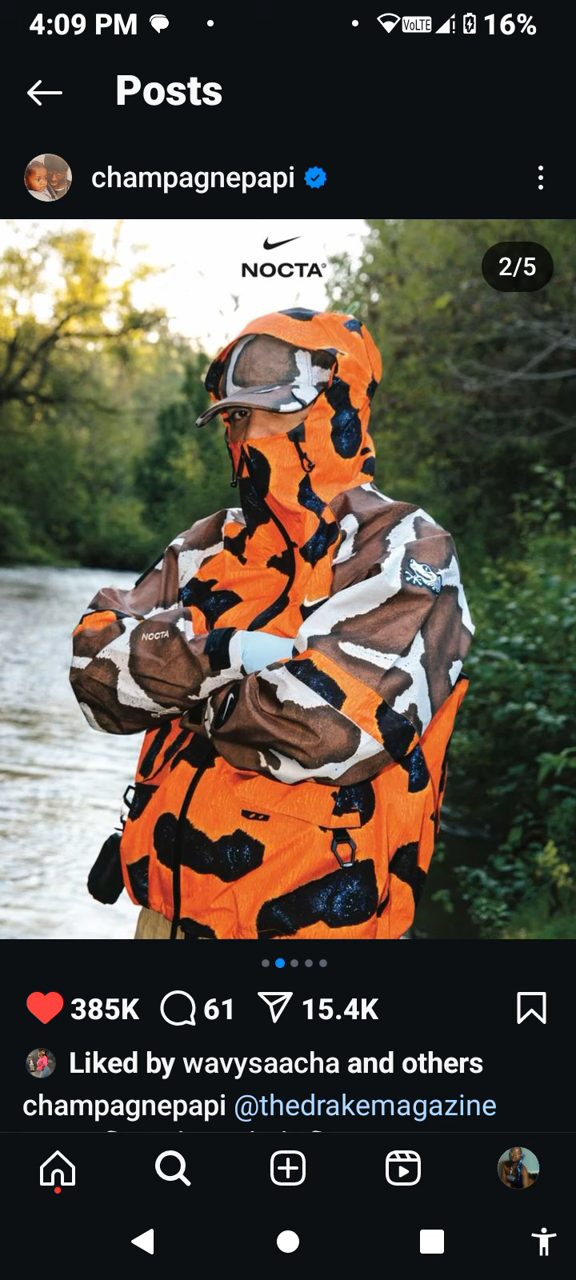 4:09 PM
VoLTE
16%
Posts
champagnepapi
NOCTA
2/5
NOCTA
385K
61
15.4K
Liked by wavysaacha and others
champagnepapi @thedrakemagazine